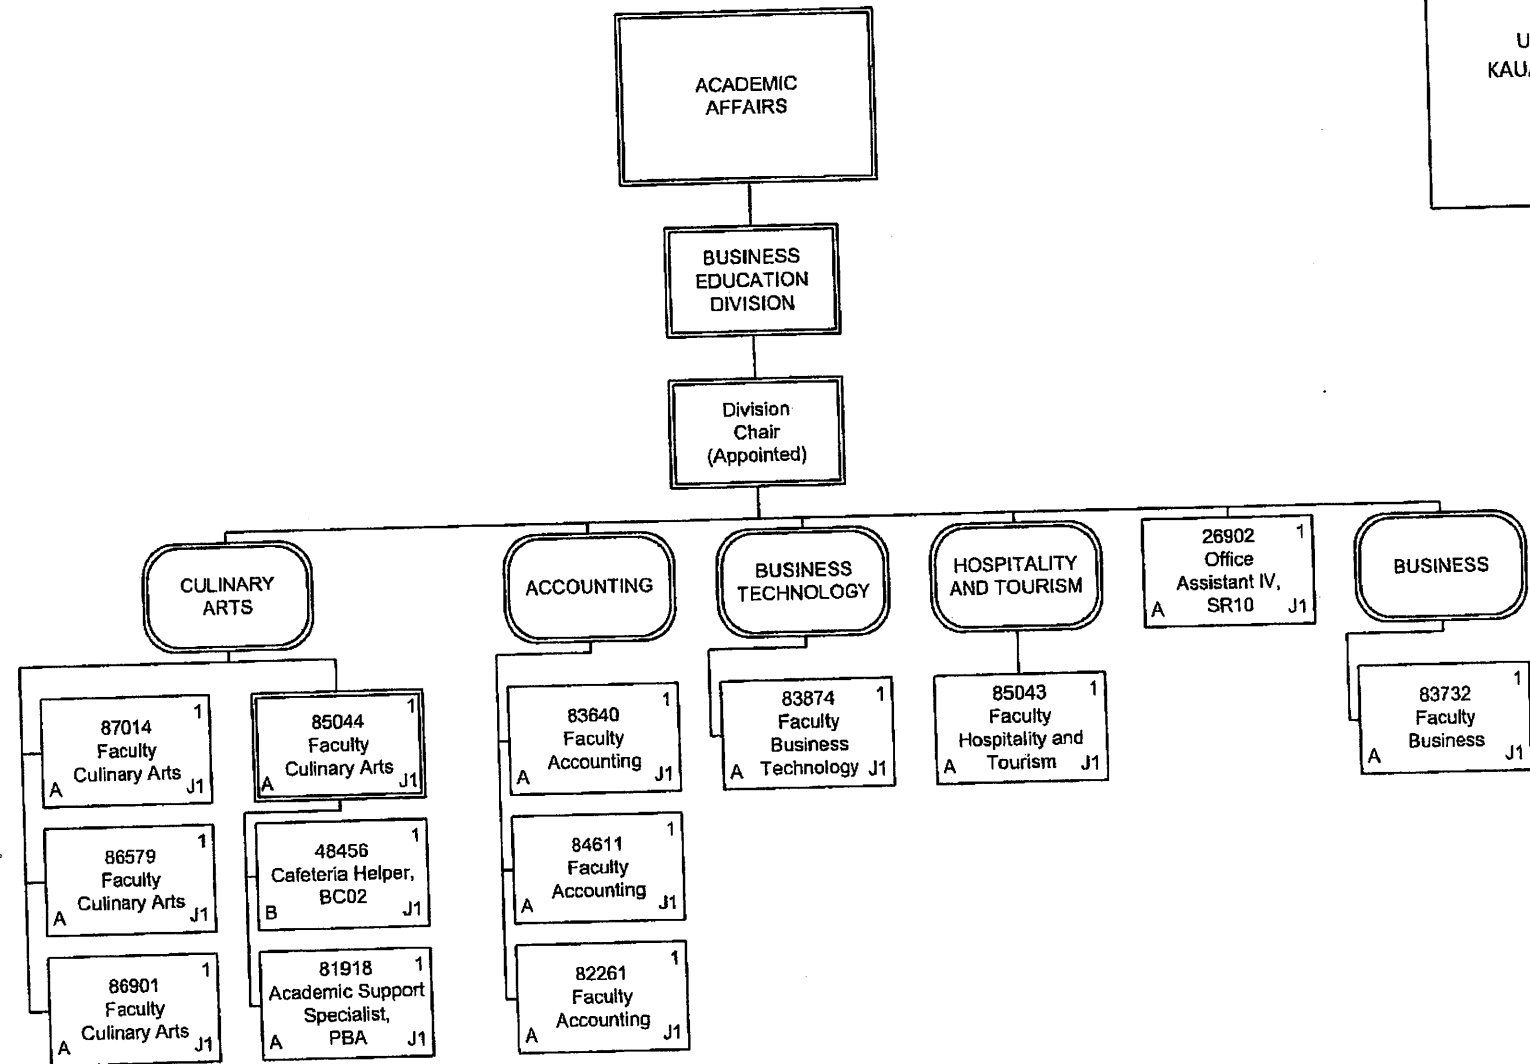 ACADEMIC
AFFAIRS
U
KAUA
BUSINESS
EDUCATION
DIVISION
Division
Chair
(Appointed)
CULINARY
ARTS
ACCOUNTING
BUSINESS
TECHNOLOGY
HOSPITALITY
AND TOURISM
26902 1
Office
Assistant IV,
A SR10 J1
BUSINESS
87014 1
Faculty
Culinary Arts
A J1
86579 1
Faculty
Culinary Arts
A J1
86901 1
Faculty
Culinary Arts
A J1
85044 1
Faculty
Culinary Arts
A J1
48456 1
Cafeteria Helper,
BC02
B J1
81918 1
Academic Support
Specialist,
A PBA J1
83640 1
Faculty
Accounting
A J1
84611 1
Faculty
Accounting
A J1
82261 1
Faculty
Accounting
A J1
83874 1
Faculty
Business
A Technology J1
85043 1
Faculty
Hospitality and
A Tourism J1
83732 1
Faculty
Business
A J1